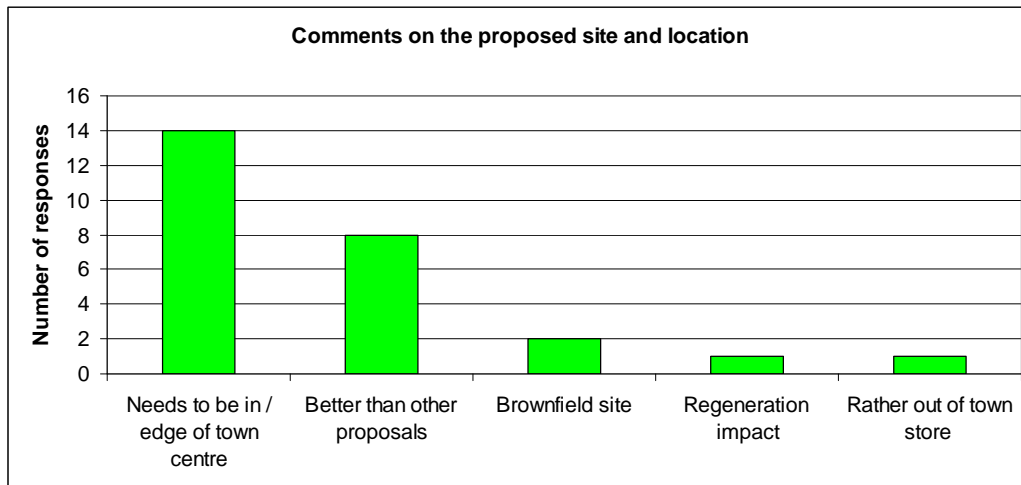 Comments on the proposed site and location
Number of responses
16
14
12
10
8
6
4
2
0
Needs to be in /
edge of town
centre
Better than other
proposals
Brownfield site
Regeneration
impact
Rather out of town
store